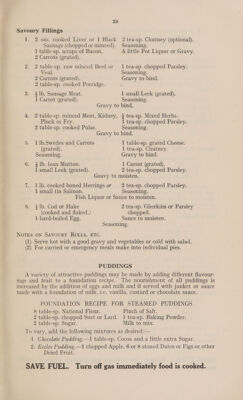 23
Savoury Fillings
1. 2 ozs. cooked Liver or 1 Black 2 tea-sp. Chutney (optional).
Sausage (chopped or minced) Seasoning.
1 table-sp. scraps of Bacon. A little Pot Liquor or Gravy.
2 Carrots (grated).
2. 2 table-sp. raw minced Beef or 1 tea-sp. chopped Parsley.
Veal. Seasoning.
2 Carrots (grated). Gravy to bind.
2 table-sp. cooked Porridge.
3. ½ lb. Sausage Meat. 1 small Leek (grated).
1 Carrot (grated). Seasoning.
Gravy to bind.
4. 2 table-sp. minced Meat, Kidney, ½ tea-sp. Mixed Herbs.
Pluck or Fry. 1 tea-sp. chopped Parsley.
2 table-sp. cooked Pulse. Seasoning.
Gravy to bind.
5. 1 lb. Swedes and Carrots 1 table-sp. grated Cheese.
(grated). 1 tea-sp. Chutney.
Seasoning. Gravy to bind.
6. ½ lb. lean Mutton. 1 Carrot (grated).
1 small Leek (grated). 2 tea-sp. chopped Parsley.
Gravy to moisten.
7. 1 lb. cooked boned Herrings or 2 tea-sp. chopped Parsley.
1 small tin Salmon. Seasoning.
Fish Liquor or Sauce to moisten.
8. ½ lb. Cod or Hake 2 tea-sp. Gherkins or Parsley
(cooked and flaked.) chopped.
1 hard-boiled Egg. Sauce to moisten.
Seasoning.
Notes on Savoury Rolls, etc.
(1) Serve hot with a good gravy and vegetables or cold with salad.
(2) For carried or emergency meals make into individual pies.
PUDDINGS
A variety of attractive puddings may be made by adding different flavour-
ings and fruit to a foundation recipe. The nourishment of all puddings is
increased by the addition of eggs and milk and if served with junket or sauce
made with a foundation of milk, i.e. vanilla, custard or chocolate sauce.
FOUNDATION RECIPE FOR STEAMED PUDDINGS
8 table-sp. National Flour. Pinch of Salt.
2 table-sp. chopped Suet or Lard. 1 tea-sp. Baking Powder.
2 table-sp. Sugar. Milk to mix.
To vary, add the following mixtures as desired:—
1. Chocolate Pudding.—1 table-sp. Cocoa and a little extra Sugar.
2. Eccles Pudding.—1 chopped Apple, 6 or 8 stoned Dates or Figs or other
Dried Fruit.
SAVE FUEL. Turn off gas immediately food is cooked.